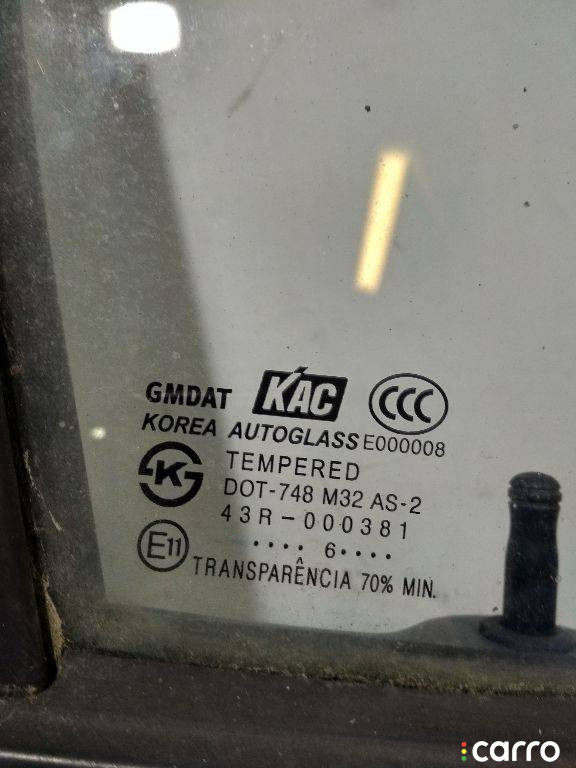 GMDAT KAC CCC
KOREA AUTOGLASS E000008
K TEMPERED
DOT-748 M32 AS-2
43R-000381
E11 •••• 6 ••••
TRANSPARÊNCIA 70% MIN.
carro